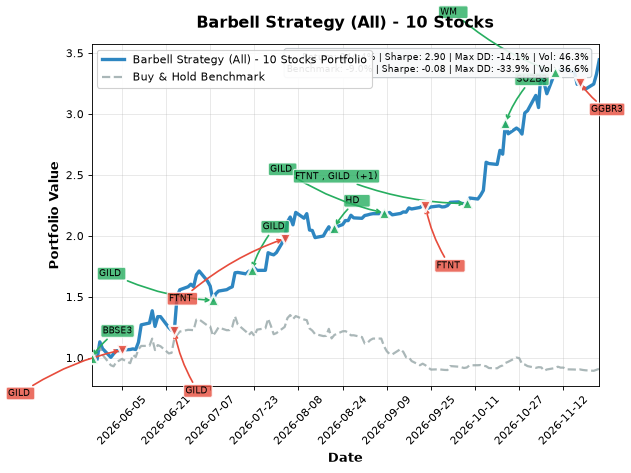 WM
Barbell Strategy (All) - 10 Stocks
Barbell Strategy (All) - 10 Stocks Portfolio
Buy & Hold Benchmark
% | Sharpe: 2.90 | Max DD: -14.1% | Vol: 46.3%
| Sharpe: -0.08 | Max DD: -33.9% | Vol: 36.6%
GGBR3
GILD
FTNT , GILD (+1)
HD
GILD
GILD
FTNT
FTNT
BBSE3
GILD
GILD
Portfolio Value
3.5
3.0
2.5
2.0
1.5
1.0
2026-06-05
2026-06-21
2026-07-07
2026-07-23
2026-08-08
2026-08-24
2026-09-09
2026-09-25
2026-10-11
2026-10-27
2026-11-12
Date